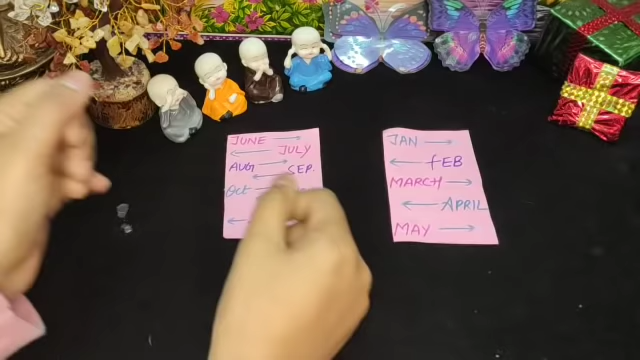 JUNE →
← JULY
AUG →
← SEP.
Oct
←
JAN →
← fEB
MARCH →
← APRIL
MAY →